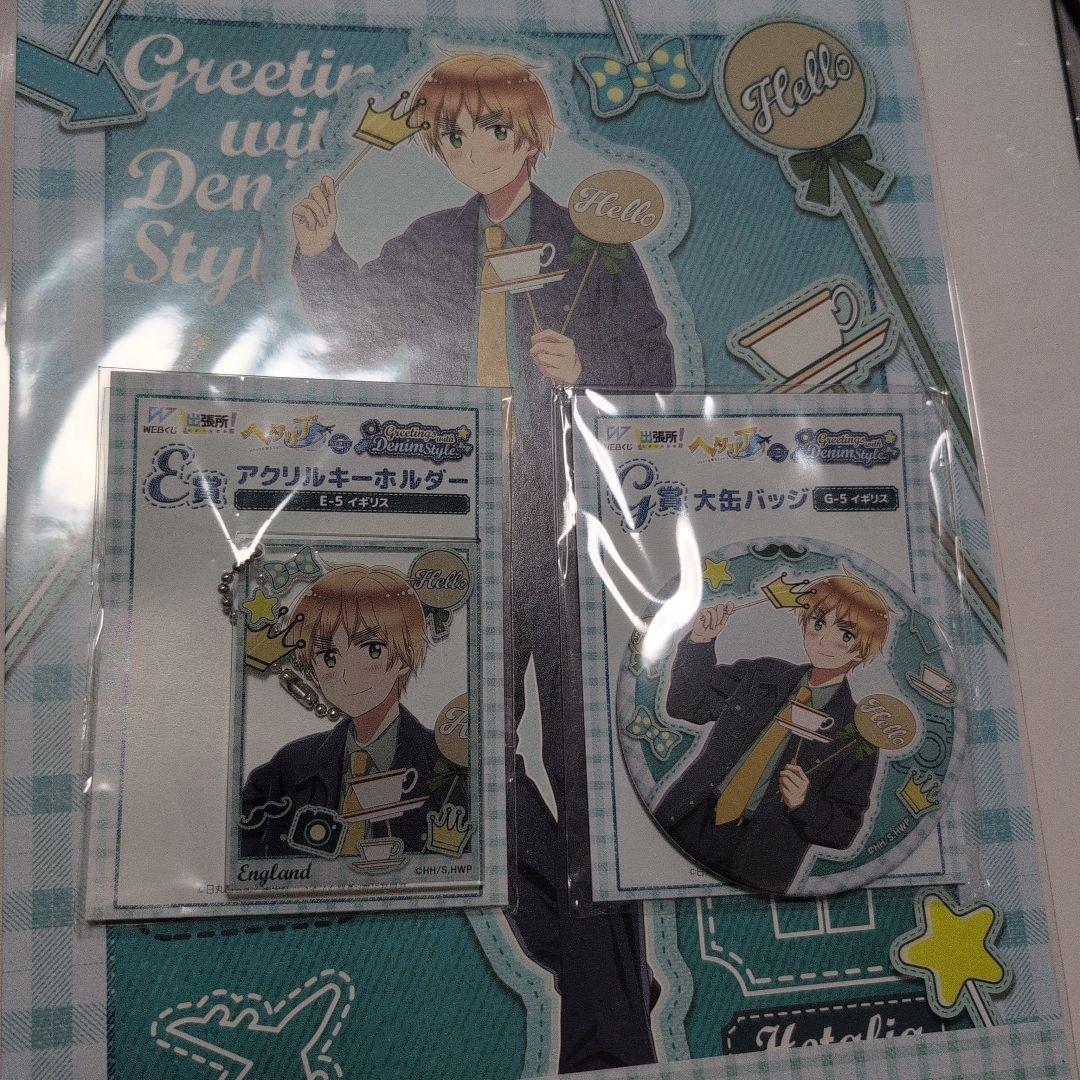 Greetin
with
Den
Styl
Hello
Hello
WEBくじ
出張所!
ヘタリア
Greetings with
Denim Style
E賞 アクリルキーホルダー
E-5 イギリス
Hello
England
©HH/S,HWP
WEBくじ
出張所!
ヘタリア
Greetings with
Denim Style
G賞 大缶バッジ G-5 イギリス
Hello
©HH/S,HWP
Hetalia